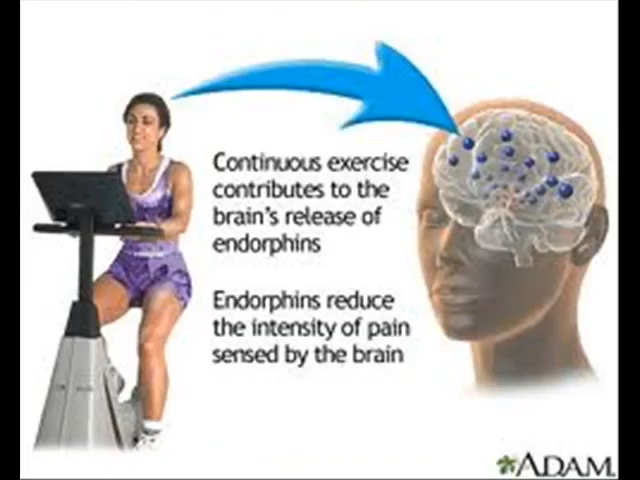 Continuous exercise
contributes to the
brain's release of
endorphins
Endorphins reduce
the intensity of pain
sensed by the brain
ADAM.